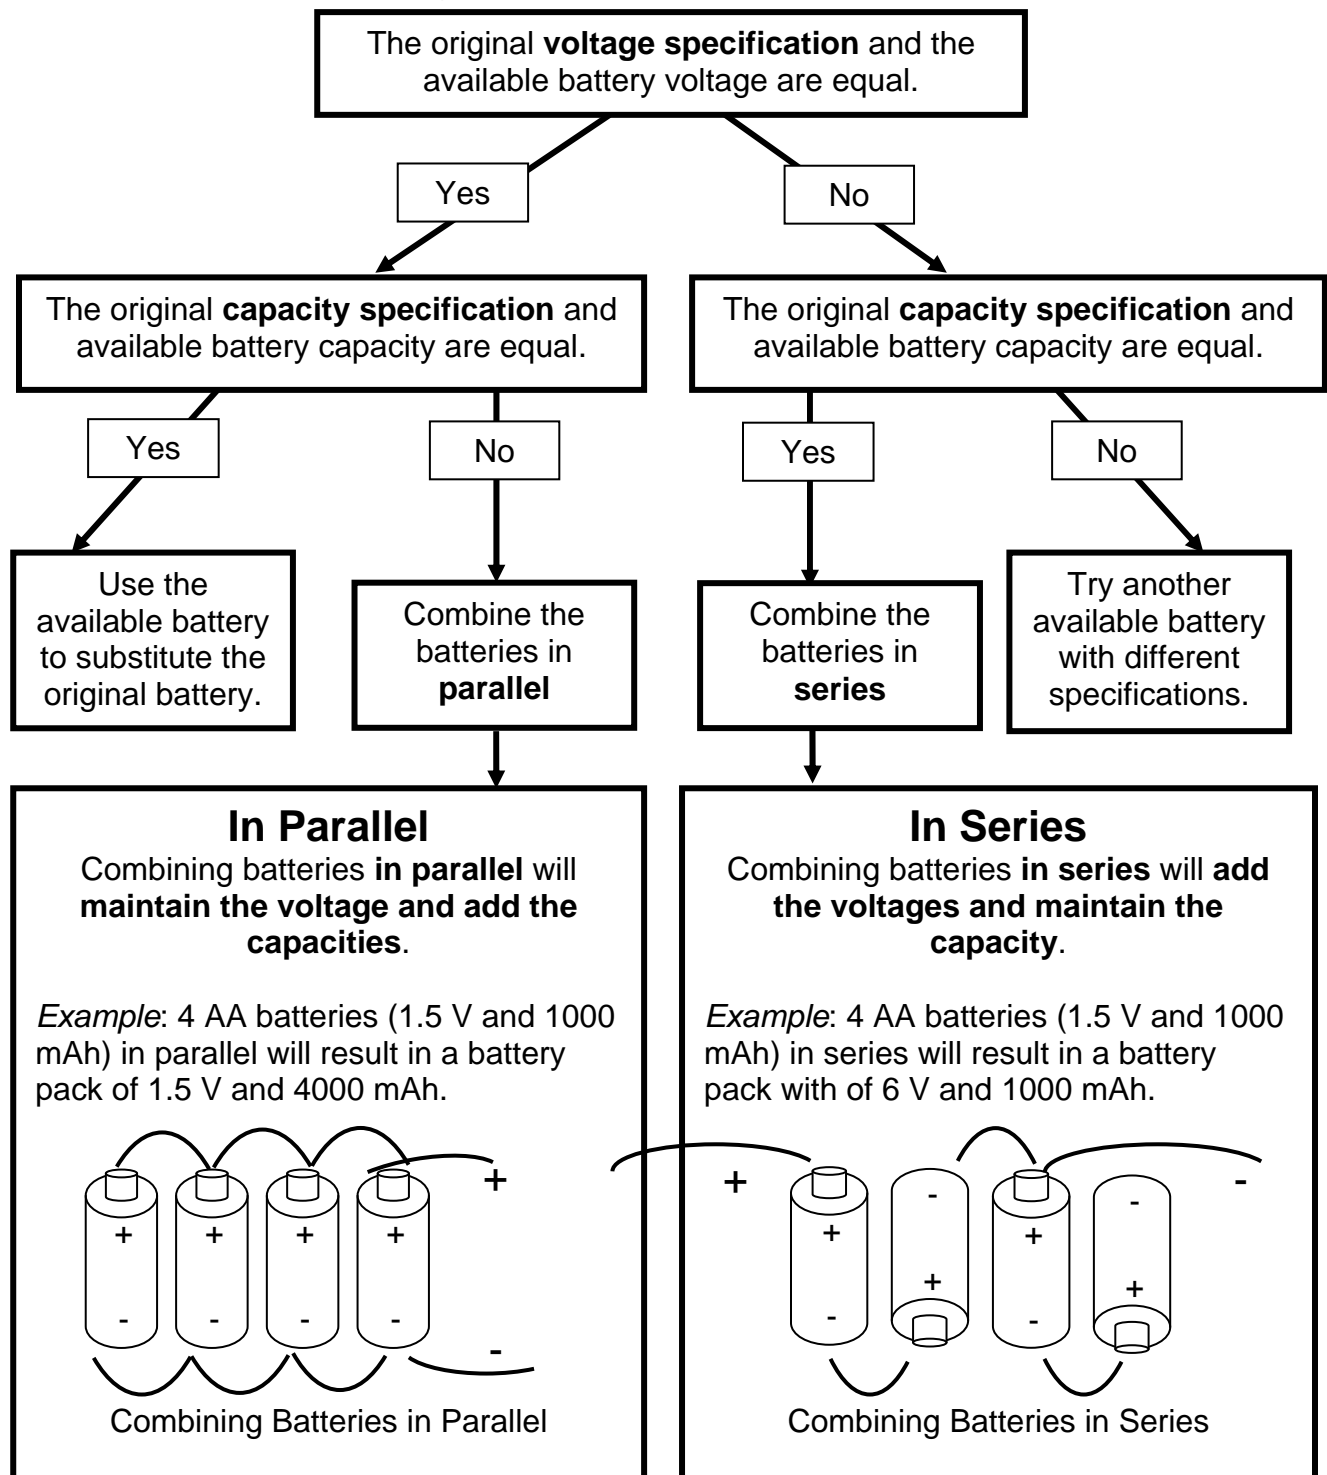 The original voltage specification and the
available battery voltage are equal.
Yes
No
The original capacity specification and
available battery capacity are equal.
The original capacity specification and
available battery capacity are equal.
Yes
No
Yes
No
Use the
available battery
to substitute the
original battery.
Combine the
batteries in
parallel
Combine the
batteries in
series
Try another
available battery
with different
specifications.
In Parallel
Combining batteries in parallel will
maintain the voltage and add the
capacities.
Example: 4 AA batteries (1.5 V and 1000
mAh) in parallel will result in a battery
pack of 1.5 V and 4000 mAh.
+
+ + + +
- - - -
-
Combining Batteries in Parallel
In Series
Combining batteries in series will add
the voltages and maintain the
capacity.
Example: 4 AA batteries (1.5 V and 1000
mAh) in series will result in a battery
pack with of 6 V and 1000 mAh.
+ -
+ - + -
- + - +
Combining Batteries in Series